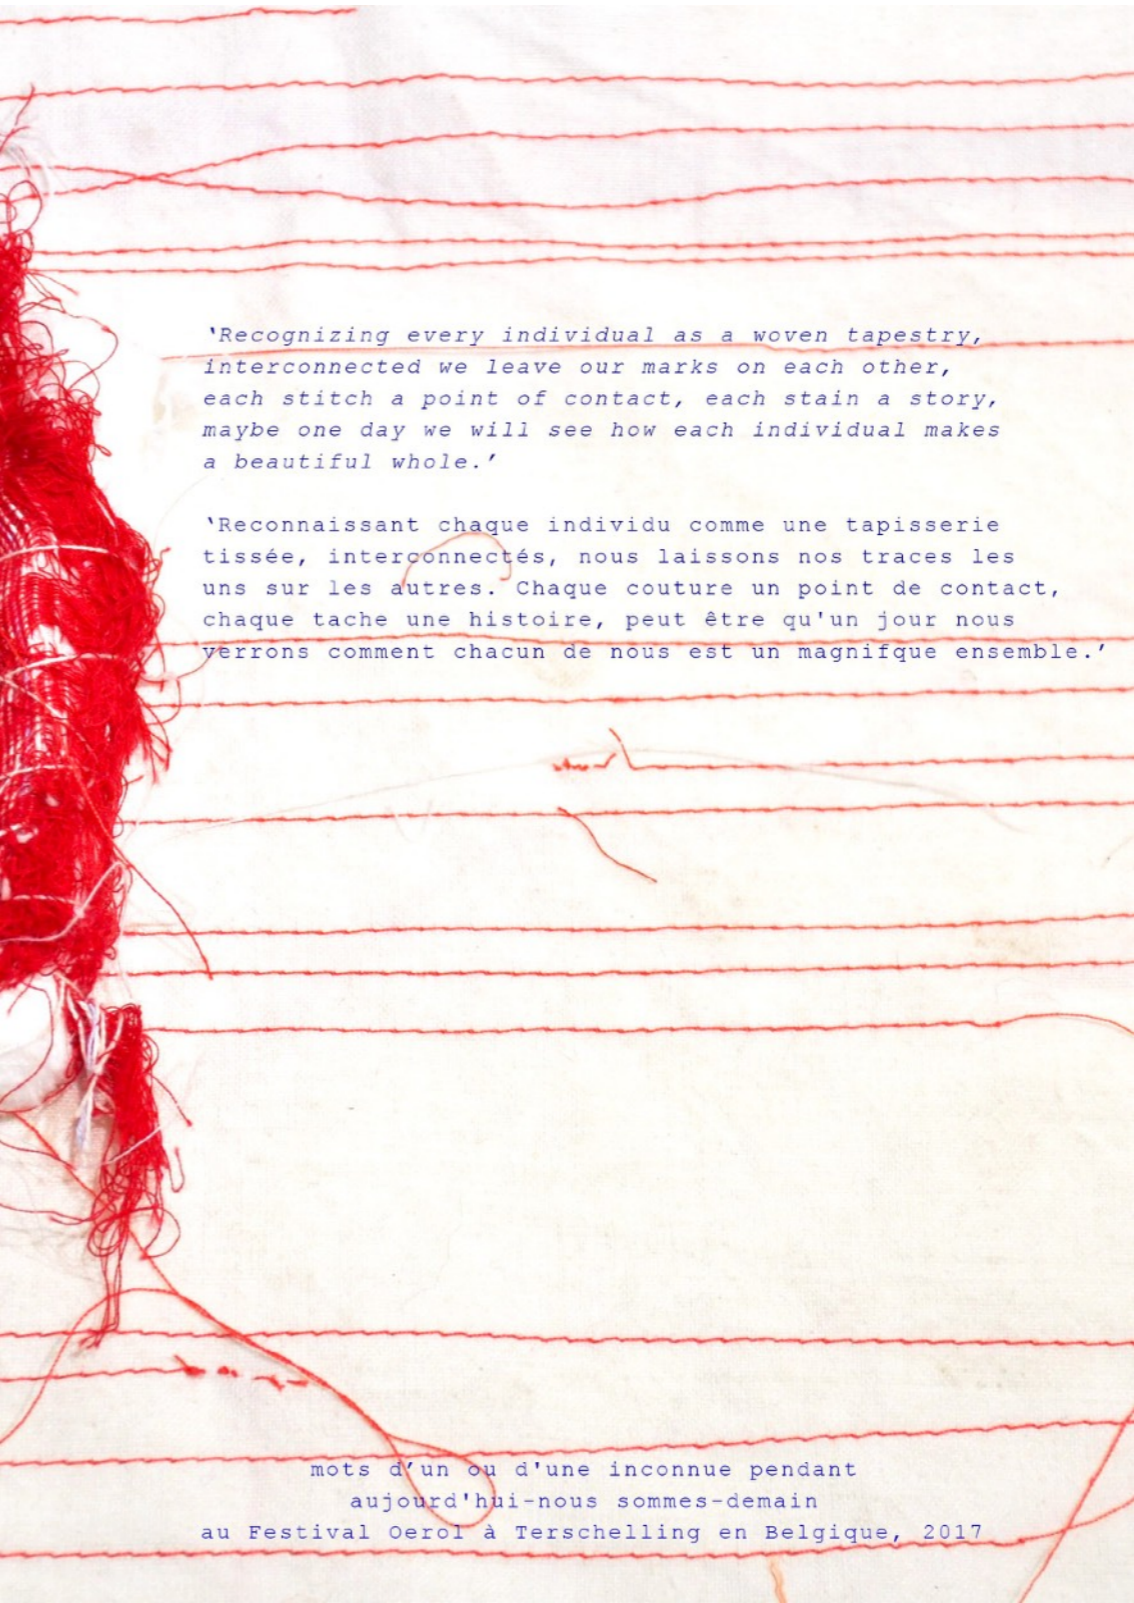 ‘Recognizing every individual as a woven tapestry,
interconnected we leave our marks on each other,
each stitch a point of contact, each stain a story,
maybe one day we will see how each individual makes
a beautiful whole.’
‘Reconnaissant chaque individu comme une tapisserie
tissée, interconnectés, nous laissons nos traces les
uns sur les autres. Chaque couture un point de contact,
chaque tache une histoire, peut être qu'un jour nous
verrons comment chacun de nous est un magnifque ensemble.’
mots d’un ou d'une inconnue pendant
aujourd'hui-nous sommes-demain
au Festival Oerol à Terschelling en Belgique, 2017